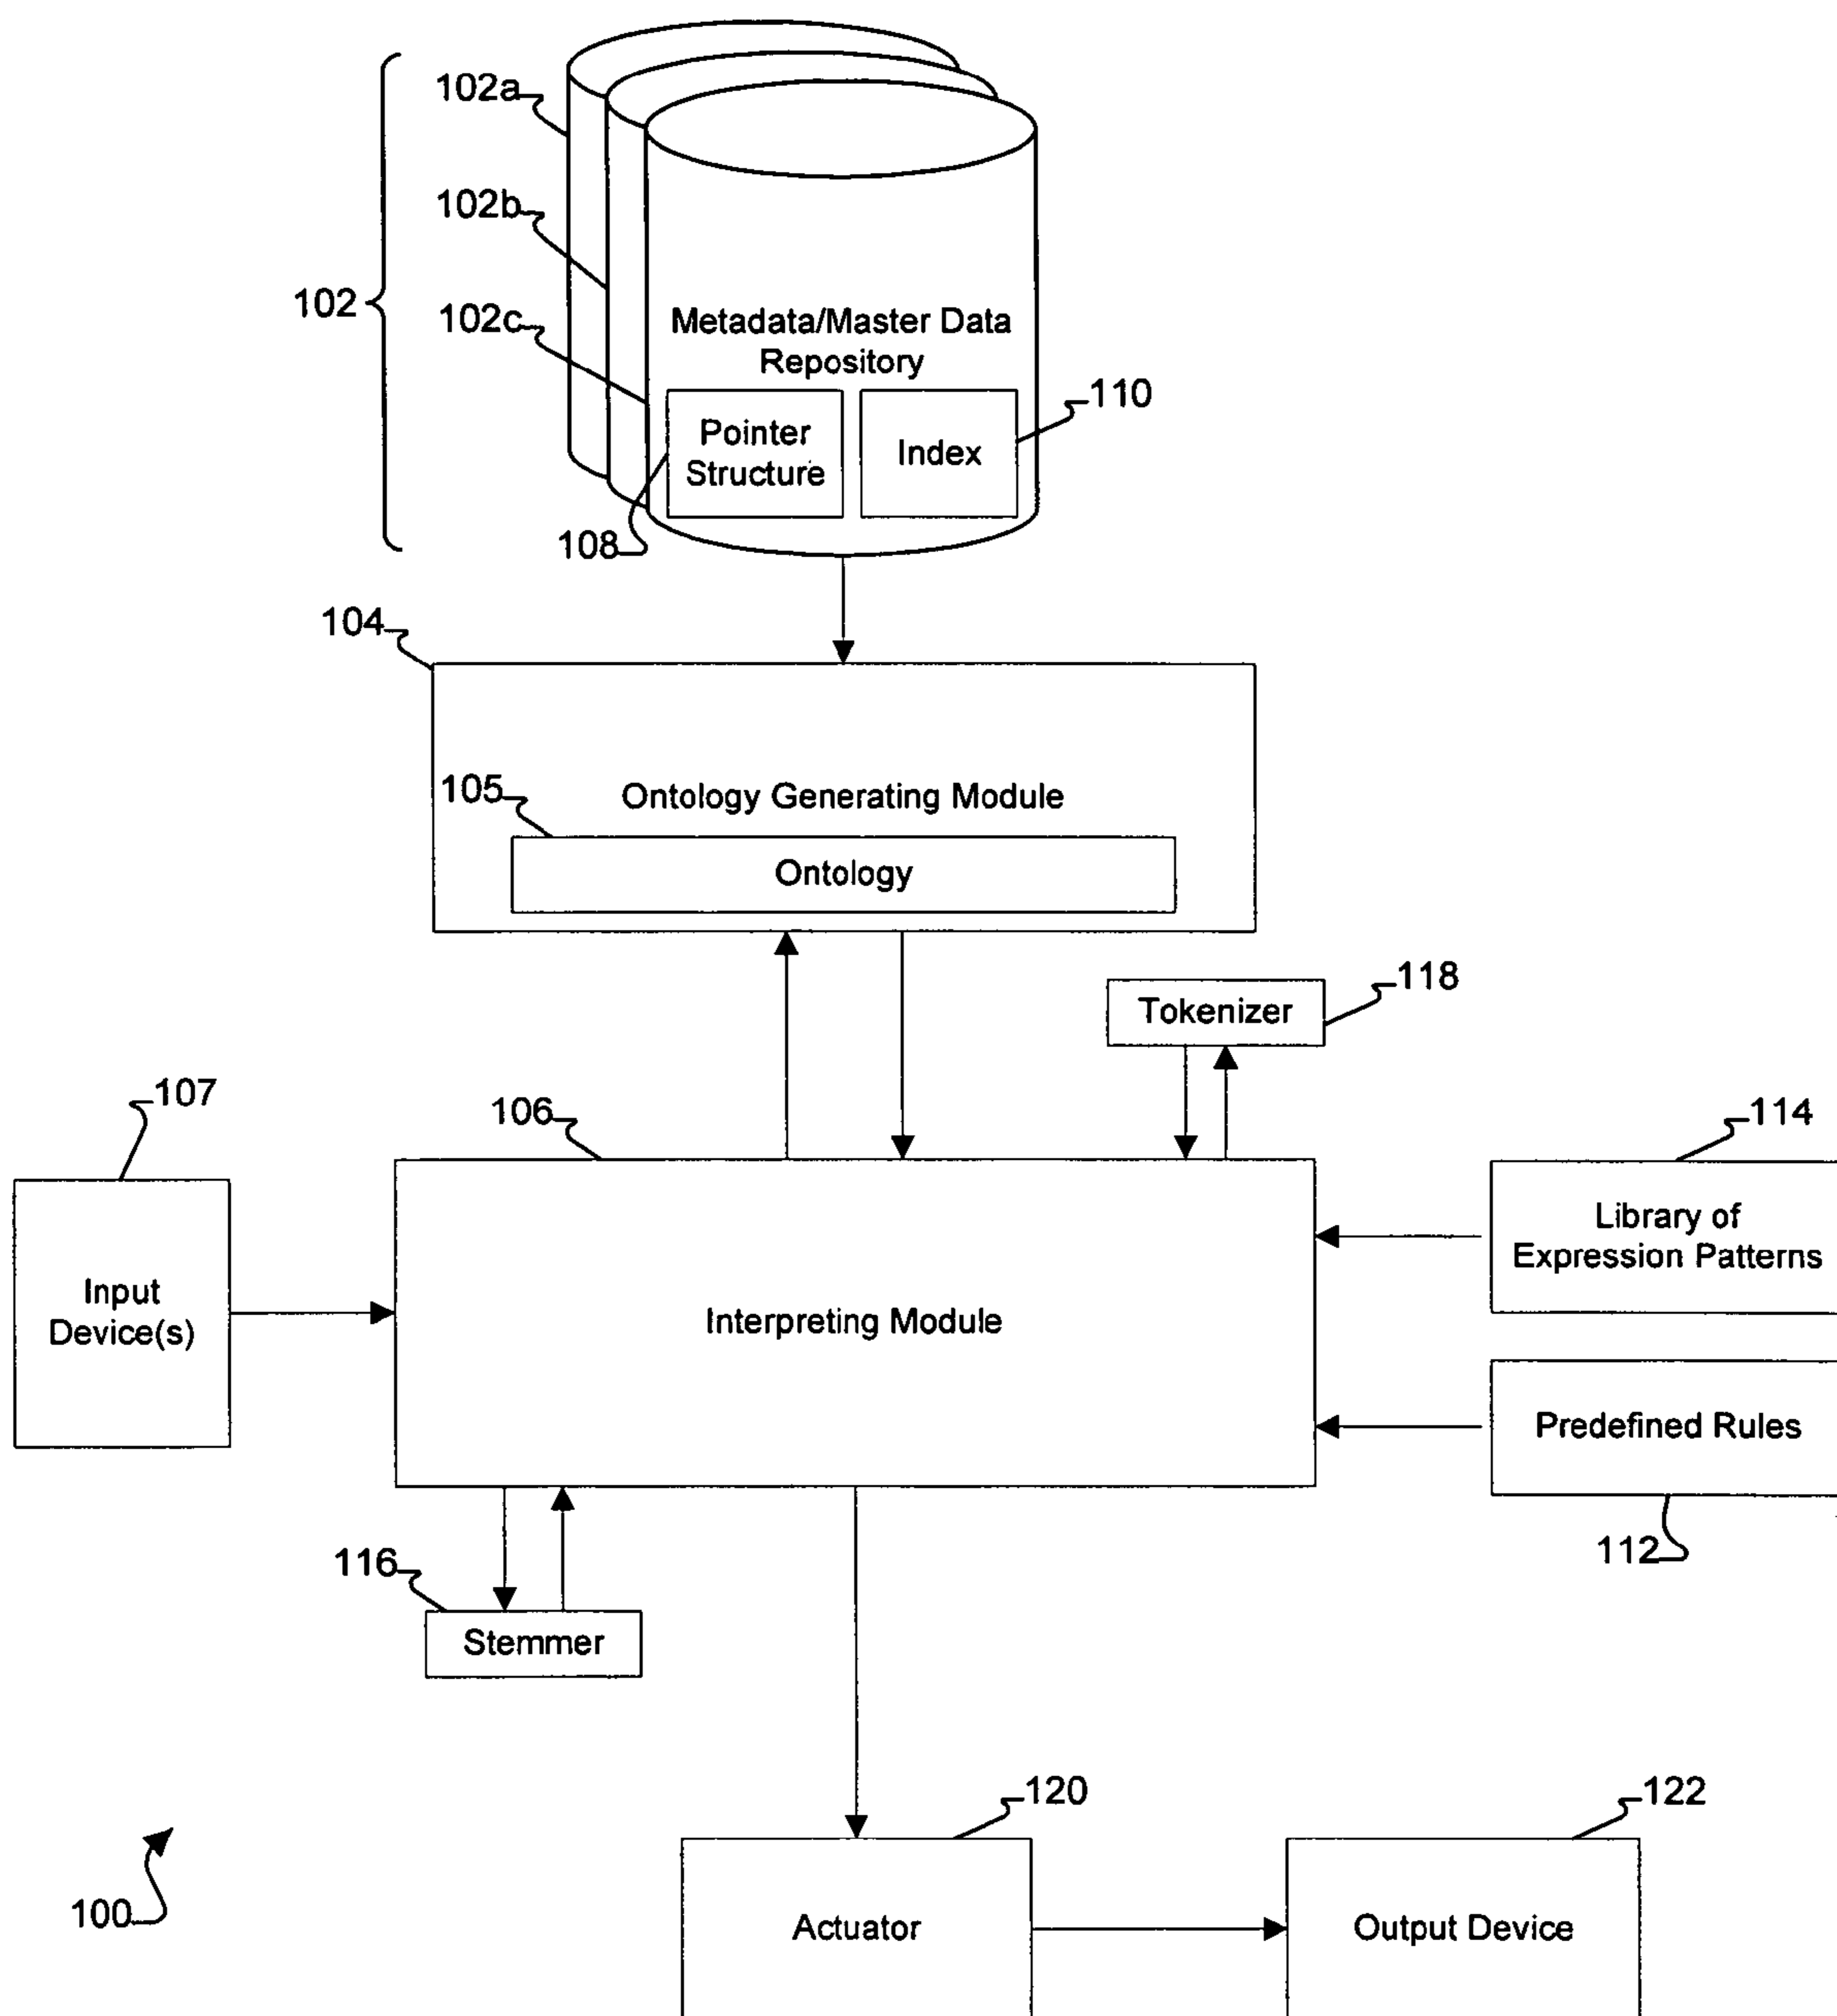 102a
102b
102
102c
Metadata/Master Data
Repository
110
Pointer
Structure
Index
108
104
105
Ontology Generating Module
Ontology
118
Tokenizer
107
106
114
Library of
Expression Patterns
Input
Device(s)
Interpreting Module
Predefined Rules
112
116
Stemmer
120
122
100
Actuator
Output Device